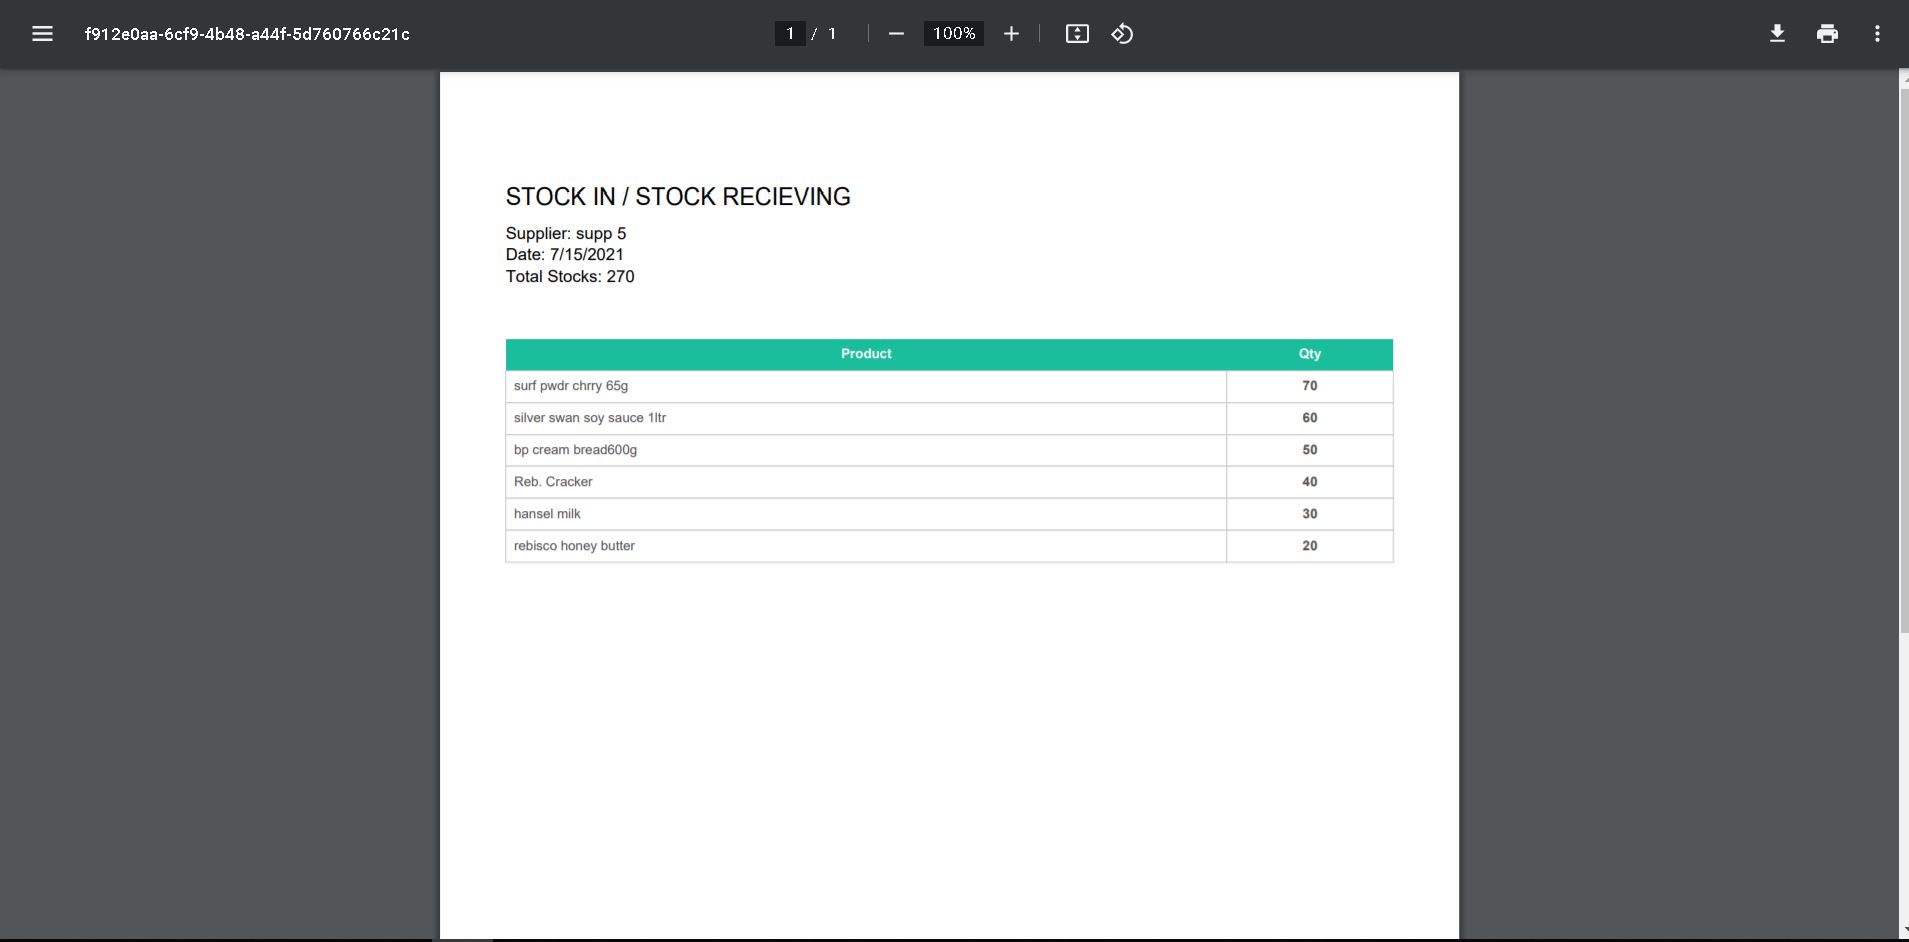 f912e0aa-6cf9-4b48-a44f-5d760766c21c
1 / 1
100%
STOCK IN / STOCK RECIEVING
Supplier: supp 5
Date: 7/15/2021
Total Stocks: 270
Product Qty
surf pwdr chrry 65g 70
silver swan soy sauce 1ltr 60
bp cream bread600g 50
Reb. Cracker 40
hansel milk 30
rebisco honey butter 20